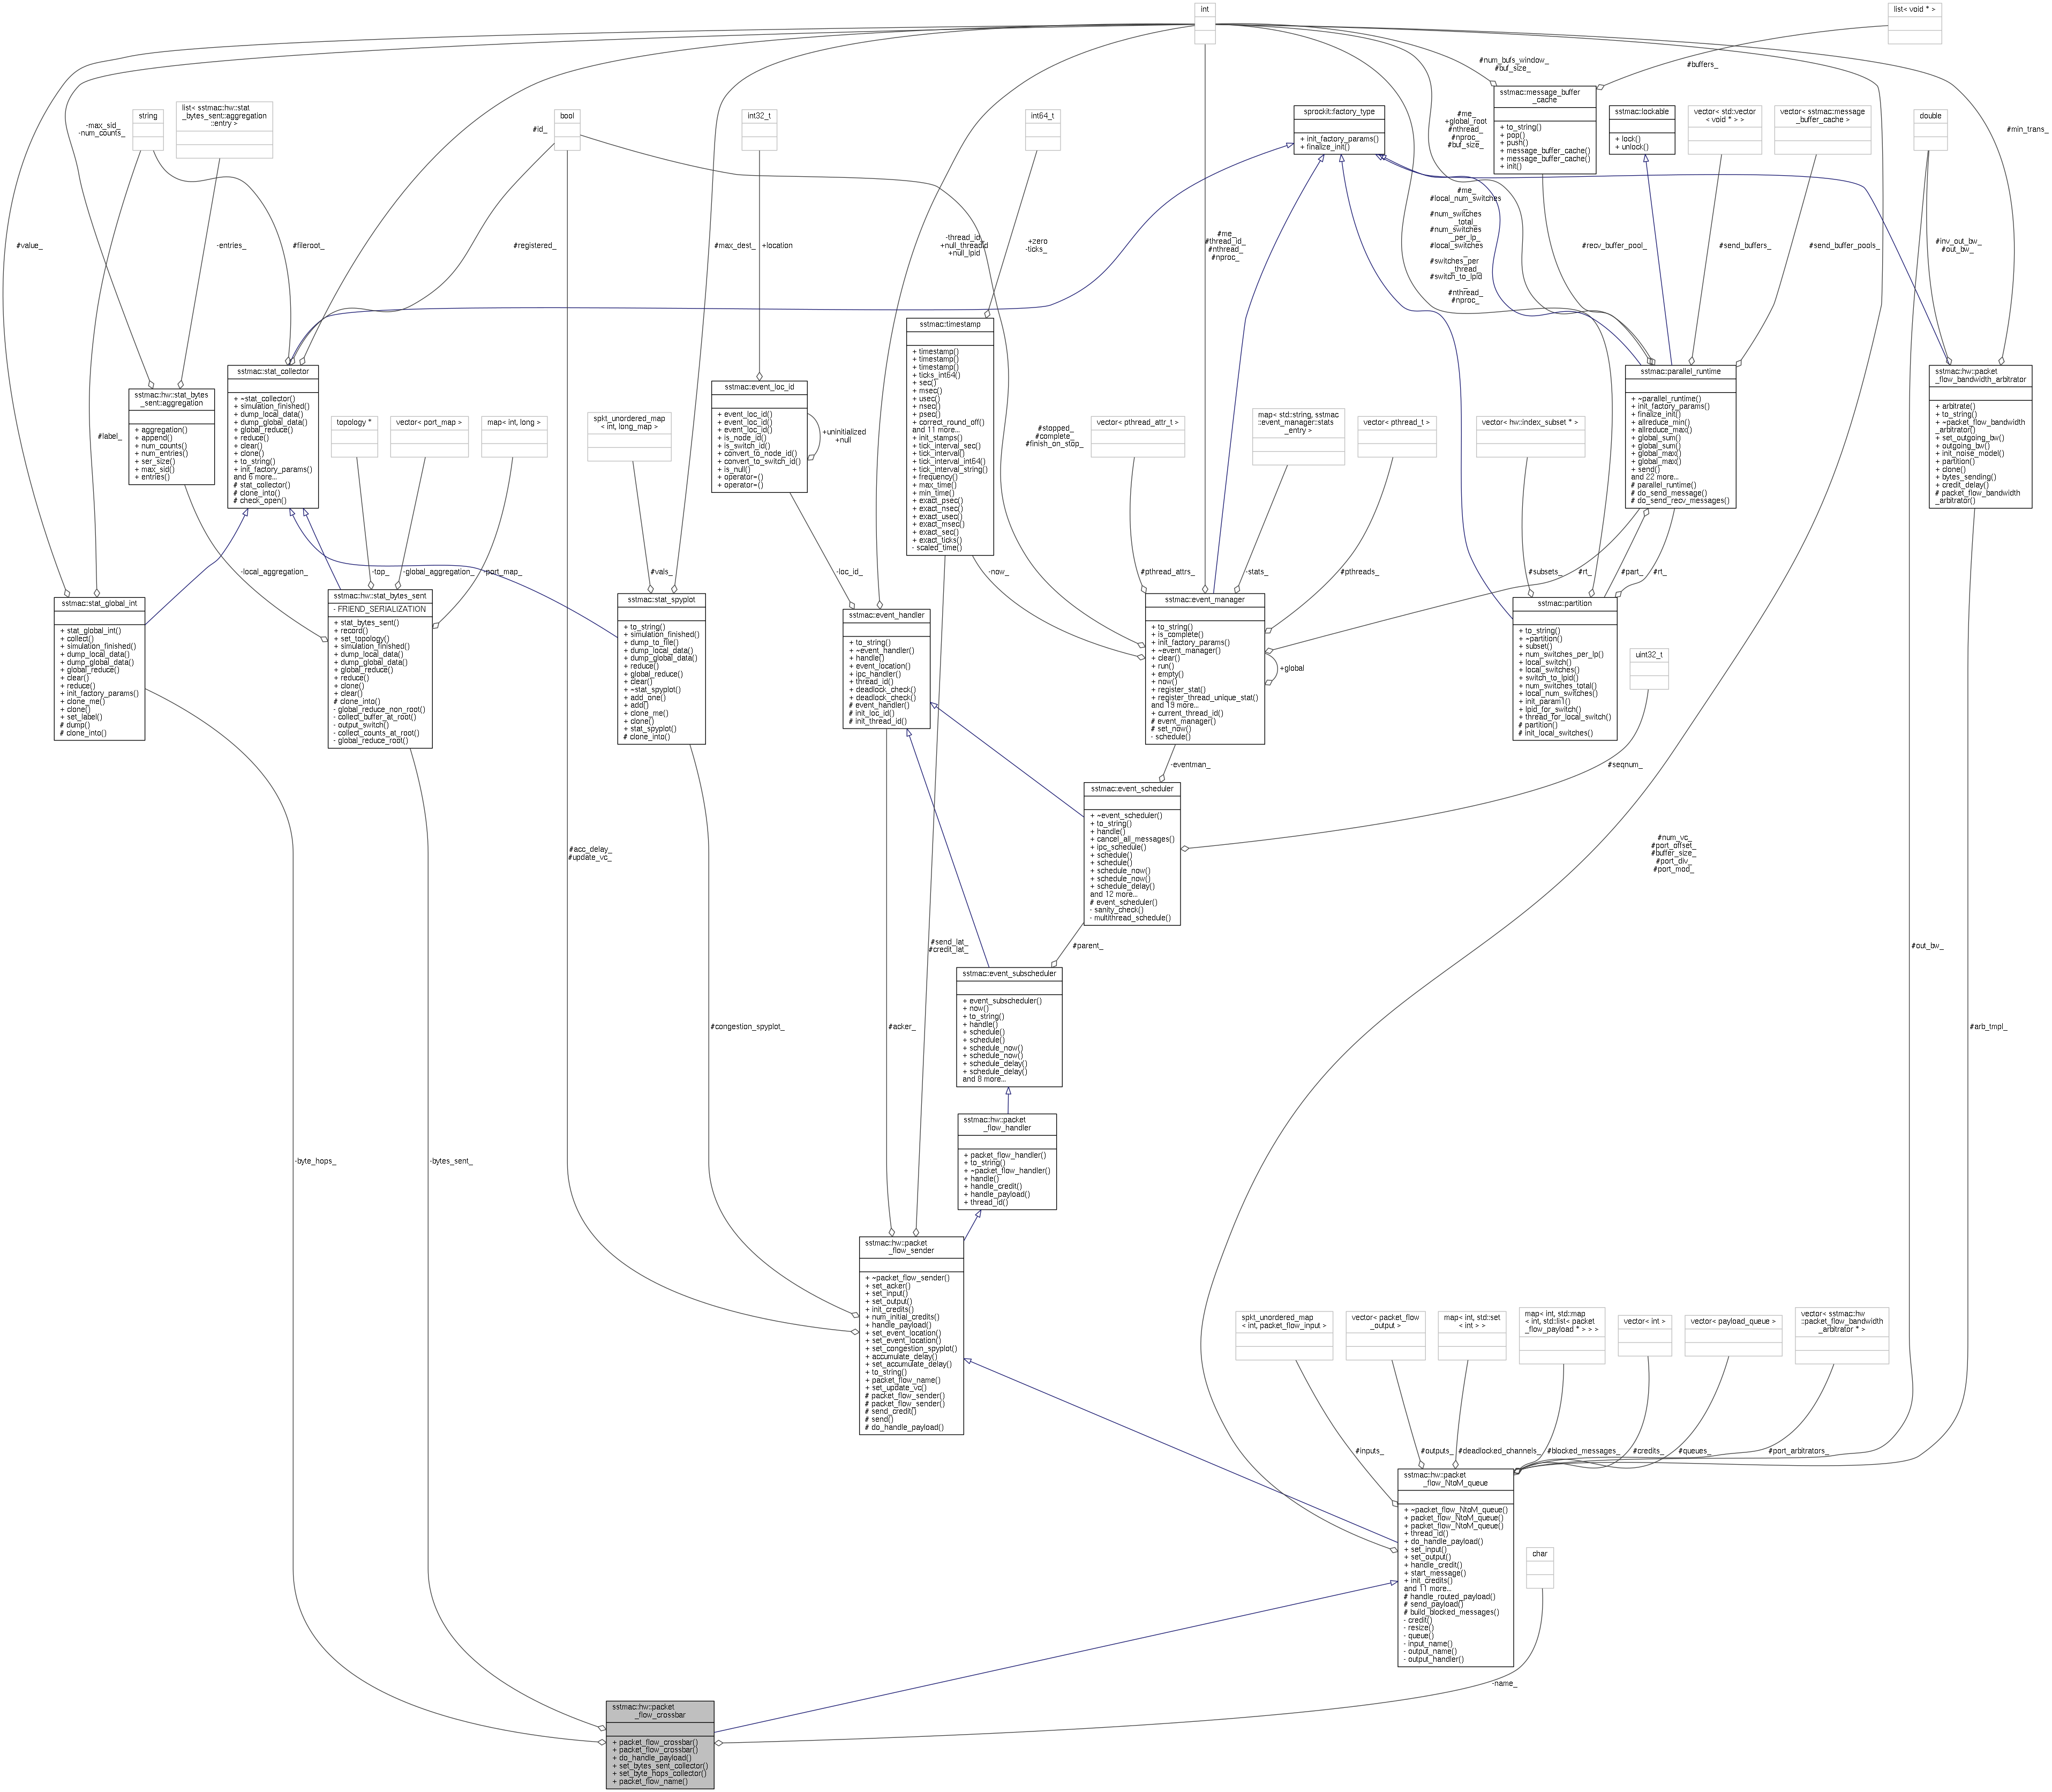 int
list< void * >
#num_bufs_window_
#buf_size_
#buffers_
sstmac::message_buffer
_cache
+ to_string()
+ pop()
+ push()
+ message_buffer_cache()
+ message_buffer_cache()
+ init()
sprockit::factory_type
+ init_factory_params()
+ finalize_init()
sstmac::lockable
+ lock()
+ unlock()
vector< std::vector
< void * > >
vector< sstmac::message
_buffer_cache >
double
string
list< sstmac::hw::stat
_bytes_sent::aggregation
::entry >
bool
int32_t
int64_t
-max_sid_
-num_counts_
#id_
#me_
+global_root_
#nthread_
#nproc_
#buf_size_
#min_trans_
#value_
-entries_
#fileroot_
#registered_
#max_dest_
+location
-thread_id_
+null_threadid
+null_lpid
+zero
-ticks_
#me_
#thread_id_
#nthread_
#nproc_
#me_
#local_num_switches
_
#num_switches
_total_
#num_switches
_per_lp_
#local_switches
_
#switches_per
_thread_
#switch_to_lpid
_
#nthread_
#nproc_
#recv_buffer_pool_
#send_buffers_
#send_buffer_pools_
#inv_out_bw_
#out_bw_
sstmac::timestamp
+ timestamp()
+ timestamp()
+ timestamp()
+ ticks_int64()
+ sec()
+ msec()
+ usec()
+ nsec()
+ psec()
+ correct_round_off()
and 11 more...
+ init_stamps()
+ tick_interval_sec()
+ tick_interval()
+ tick_interval_int64()
+ tick_interval_string()
+ frequency()
+ max_time()
+ min_time()
+ exact_psec()
+ exact_nsec()
+ exact_usec()
+ exact_msec()
+ exact_sec()
+ exact_ticks()
- scaled_time()
sstmac::stat_collector
+ ~stat_collector()
+ simulation_finished()
+ dump_local_data()
+ dump_global_data()
+ global_reduce()
+ reduce()
+ clear()
+ clone()
+ to_string()
+ init_factory_params()
and 6 more...
# stat_collector()
# clone_into()
# check_open()
sstmac::hw::stat_bytes
_sent::aggregation
+ aggregation()
+ append()
+ num_counts()
+ num_entries()
+ ser_size()
+ max_sid()
+ entries()
sstmac::event_loc_id
+ event_loc_id()
+ event_loc_id()
+ event_loc_id()
+ is_node_id()
+ is_switch_id()
+ convert_to_node_id()
+ convert_to_switch_id()
+ is_null()
+ operator=()
+ operator=()
+uninitialized
+null
sstmac::parallel_runtime
+ ~parallel_runtime()
+ init_factory_params()
+ finalize_init()
+ allreduce_min()
+ allreduce_max()
+ global_sum()
+ global_sum()
+ global_max()
+ global_max()
+ send()
and 22 more...
# parallel_runtime()
# do_send_message()
# do_send_recv_messages()
sstmac::hw::packet
_flow_bandwidth_arbitrator
+ arbitrate()
+ to_string()
+ ~packet_flow_bandwidth
_arbitrator()
+ set_outgoing_bw()
+ outgoing_bw()
+ init_noise_model()
+ partition()
+ clone()
+ bytes_sending()
+ credit_delay()
# packet_flow_bandwidth
_arbitrator()
topology *
vector< port_map >
map< int, long >
spkt_unordered_map
< int, long_map >
vector< pthread_attr_t >
map< std::string, sstmac
::event_manager::stats
_entry >
vector< pthread_t >
vector< hw::index_subset * >
#label_
#stopped_
#complete_
#finish_on_stop_
-local_aggregation_
-top_
-global_aggregation_
-port_map_
#vals_
-loc_id_
-now_
#pthread_attrs_
-stats_
#pthreads_
#subsets_
#rt_
#part_
#rt_
sstmac::stat_global_int
+ stat_global_int()
+ collect()
+ simulation_finished()
+ dump_local_data()
+ dump_global_data()
+ global_reduce()
+ clear()
+ reduce()
+ init_factory_params()
+ clone_me()
+ clone()
+ set_label()
# dump()
# clone_into()
sstmac::hw::stat_bytes_sent
- FRIEND_SERIALIZATION
+ stat_bytes_sent()
+ record()
+ set_topology()
+ simulation_finished()
+ dump_local_data()
+ dump_global_data()
+ global_reduce()
+ reduce()
+ clone()
+ clear()
# clone_into()
- global_reduce_non_root()
- collect_buffer_at_root()
- output_switch()
- collect_counts_at_root()
- global_reduce_root()
sstmac::stat_spyplot
+ to_string()
+ simulation_finished()
+ dump_to_file()
+ dump_local_data()
+ dump_global_data()
+ reduce()
+ global_reduce()
+ clear()
+ ~stat_spyplot()
+ add_one()
+ add()
+ clone_me()
+ clone()
+ stat_spyplot()
# clone_into()
sstmac::event_handler
+ to_string()
+ ~event_handler()
+ handle()
+ event_location()
+ ipc_handler()
+ thread_id()
+ deadlock_check()
+ deadlock_check()
# event_handler()
# init_loc_id()
# init_thread_id()
sstmac::event_manager
+ to_string()
+ is_complete()
+ init_factory_params()
+ ~event_manager()
+ clear()
+ run()
+ empty()
+ now()
+ register_stat()
+ register_thread_unique_stat()
and 19 more...
+ current_thread_id()
# event_manager()
# set_now()
- schedule()
+global
sstmac::partition
+ to_string()
+ ~partition()
+ subset()
+ num_switches_per_lp()
+ local_switch()
+ local_switches()
+ switch_to_lpid()
+ num_switches_total()
+ local_num_switches()
+ init_param1()
+ lpid_for_switch()
+ thread_for_local_switch()
# partition()
# init_local_switches()
uint32_t
-eventman_
#seqnum_
sstmac::event_scheduler
+ ~event_scheduler()
+ to_string()
+ handle()
+ cancel_all_messages()
+ ipc_schedule()
+ schedule()
+ schedule()
+ schedule_now()
+ schedule_now()
+ schedule_delay()
and 12 more...
# event_scheduler()
- sanity_check()
- multithread_schedule()
#acc_delay_
#update_vc_
#num_vc_
#port_offset_
#buffer_size_
#port_div_
#port_mod_
#send_lat_
#credit_lat_
#parent_
#out_bw_
sstmac::event_subscheduler
+ event_subscheduler()
+ now()
+ to_string()
+ handle()
+ schedule()
+ schedule()
+ schedule_now()
+ schedule_now()
+ schedule_delay()
+ schedule_delay()
and 8 more...
#congestion_spyplot_
#acker_
#arb_tmpl_
sstmac::hw::packet
_flow_handler
+ packet_flow_handler()
+ to_string()
+ ~packet_flow_handler()
+ handle()
+ handle_credit()
+ handle_payload()
+ thread_id()
-byte_hops_
-bytes_sent_
sstmac::hw::packet
_flow_sender
+ ~packet_flow_sender()
+ set_acker()
+ set_input()
+ set_output()
+ init_credits()
+ num_initial_credits()
+ handle_payload()
+ set_event_location()
+ set_event_location()
+ set_congestion_spyplot()
+ accumulate_delay()
+ set_accumulate_delay()
+ to_string()
+ packet_flow_name()
+ set_update_vc()
# packet_flow_sender()
# packet_flow_sender()
# send_credit()
# send()
# do_handle_payload()
spkt_unordered_map
< int, packet_flow_input >
vector< packet_flow
_output >
map< int, std::set
< int > >
map< int, std::map
< int, std::list< packet
_flow_payload * > > >
vector< int >
vector< payload_queue >
vector< sstmac::hw
::packet_flow_bandwidth
_arbitrator * >
#inputs_
#outputs_
#deadlocked_channels_
#blocked_messages_
#credits_
#queues_
#port_arbitrators_
sstmac::hw::packet
_flow_NtoM_queue
+ ~packet_flow_NtoM_queue()
+ packet_flow_NtoM_queue()
+ packet_flow_NtoM_queue()
+ thread_id()
+ do_handle_payload()
+ set_input()
+ set_output()
+ handle_credit()
+ start_message()
+ init_credits()
and 11 more...
# handle_routed_payload()
# send_payload()
# build_blocked_messages()
- credit()
- resize()
- queue()
- input_name()
- output_name()
- output_handler()
char
-name_
sstmac::hw::packet
_flow_crossbar
+ packet_flow_crossbar()
+ packet_flow_crossbar()
+ do_handle_payload()
+ set_bytes_sent_collector()
+ set_byte_hops_collector()
+ packet_flow_name()